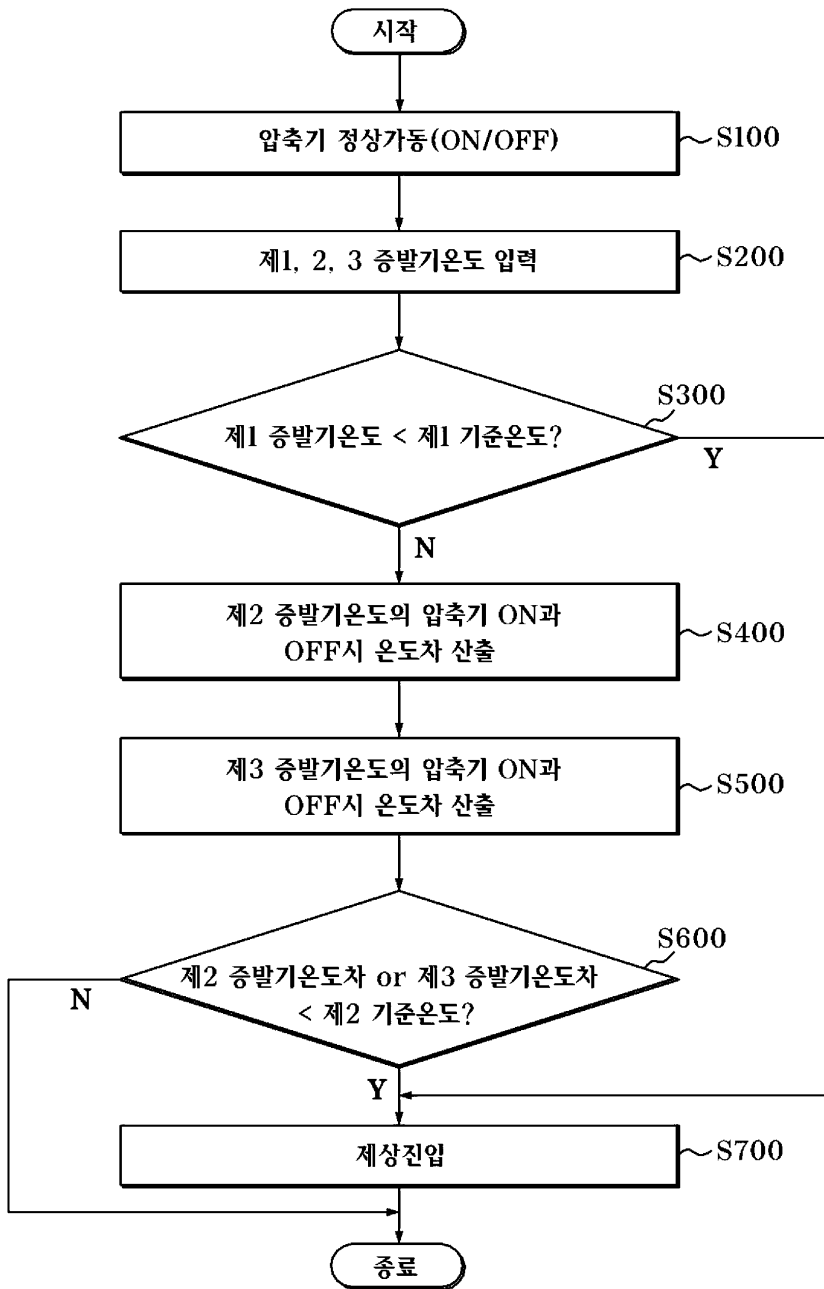 시작
압축기 정상가동(ON/OFF)
S100
제1, 2, 3 증발기온도 입력
S200
S300
제1 증발기온도 < 제1 기준온도?
Y
N
제2 증발기온도의 압축기 ON과
OFF시 온도차 산출
S400
제3 증발기온도의 압축기 ON과
OFF시 온도차 산출
S500
S600
제2 증발기온도차 or 제3 증발기온도차
< 제2 기준온도?
N
Y
제상진입
S700
종료